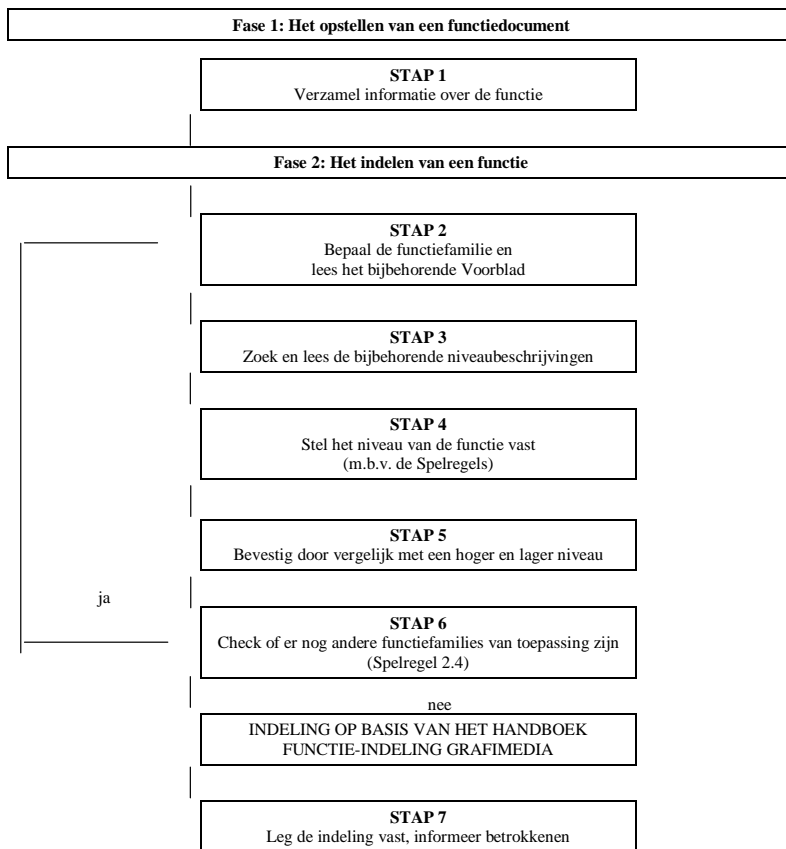 Fase 1: Het opstellen van een functiedocument
STAP 1
Verzamel informatie over de functie
Fase 2: Het indelen van een functie
STAP 2
Bepaal de functiefamilie en
lees het bijbehorende Voorblad
STAP 3
Zoek en lees de bijbehorende niveaubeschrijvingen
STAP 4
Stel het niveau van de functie vast
(m.b.v. de Spelregels)
STAP 5
Bevestig door vergelijk met een hoger en lager niveau
ja
STAP 6
Check of er nog andere functiefamilies van toepassing zijn
(Spelregel 2.4)
nee
INDELING OP BASIS VAN HET HANDBOEK
FUNCTIE-INDELING GRAFIMEDIA
STAP 7
Leg de indeling vast, informeer betrokkenen